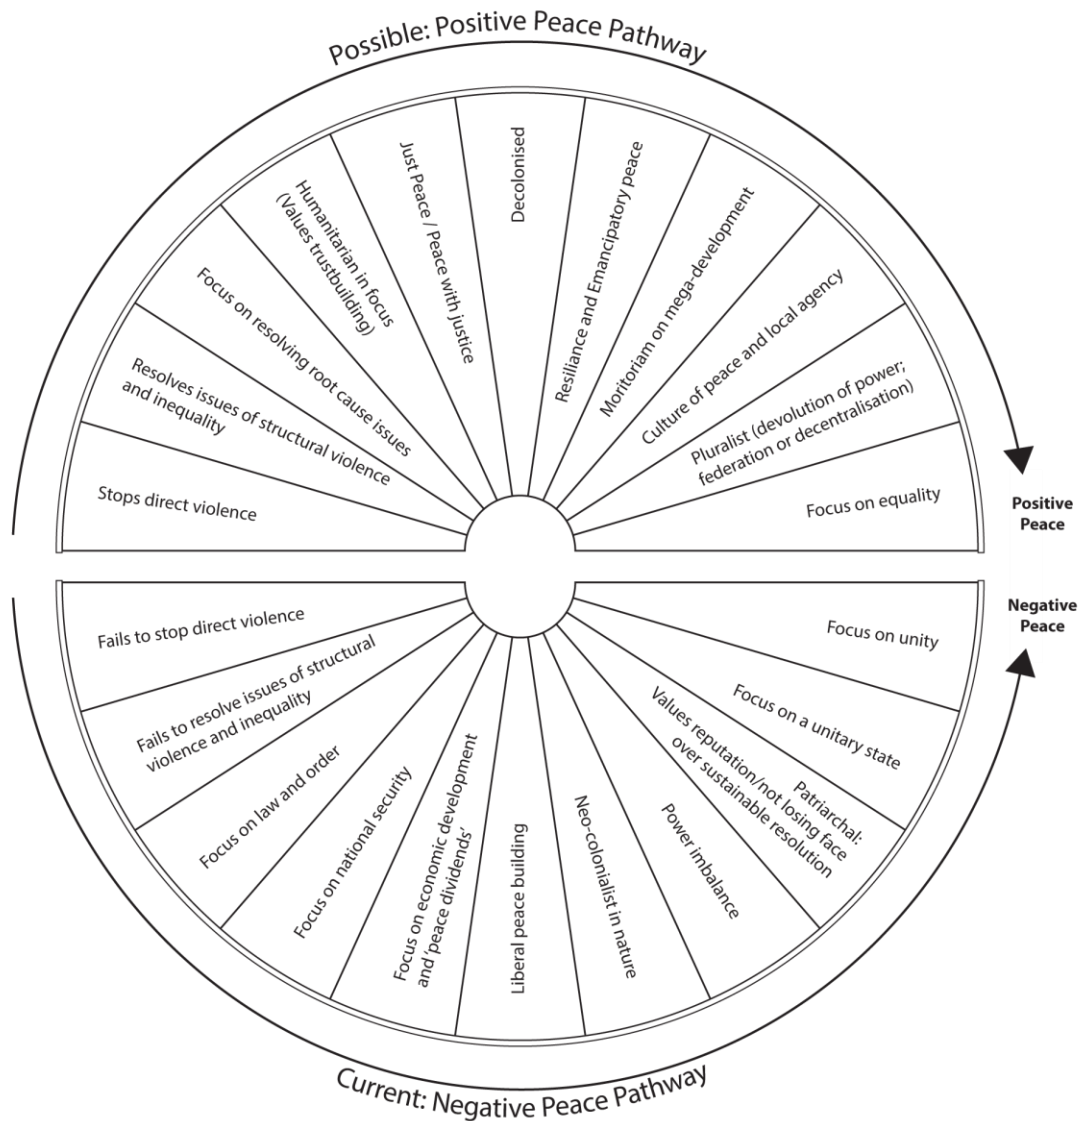 Possible: Positive Peace Pathway
Stops direct violence
Resolves issues of structural violence
and inequality
Focus on resolving root cause issues
Humanitarian in focus
(Values trustbuilding)
Just Peace / Peace with justice
Decolonised
Resiliance and Emancipatory peace
Moritoriam on mega-development
Culture of peace and local agency
Pluralist (devolution of power;
federation or decentralisation)
Focus on equality
Positive
Peace
Negative
Peace
Fails to stop direct violence
Fails to resolve issues of structural
violence and inequality
Focus on law and order
Focus on national security
Focus on economic development
and 'peace dividends'
Liberal peace building
Neo-colonialist in nature
Power imbalance
Patriarchal:
Values reputation/not losing face
over sustainable resolution
Focus on a unitary state
Focus on unity
Current: Negative Peace Pathway